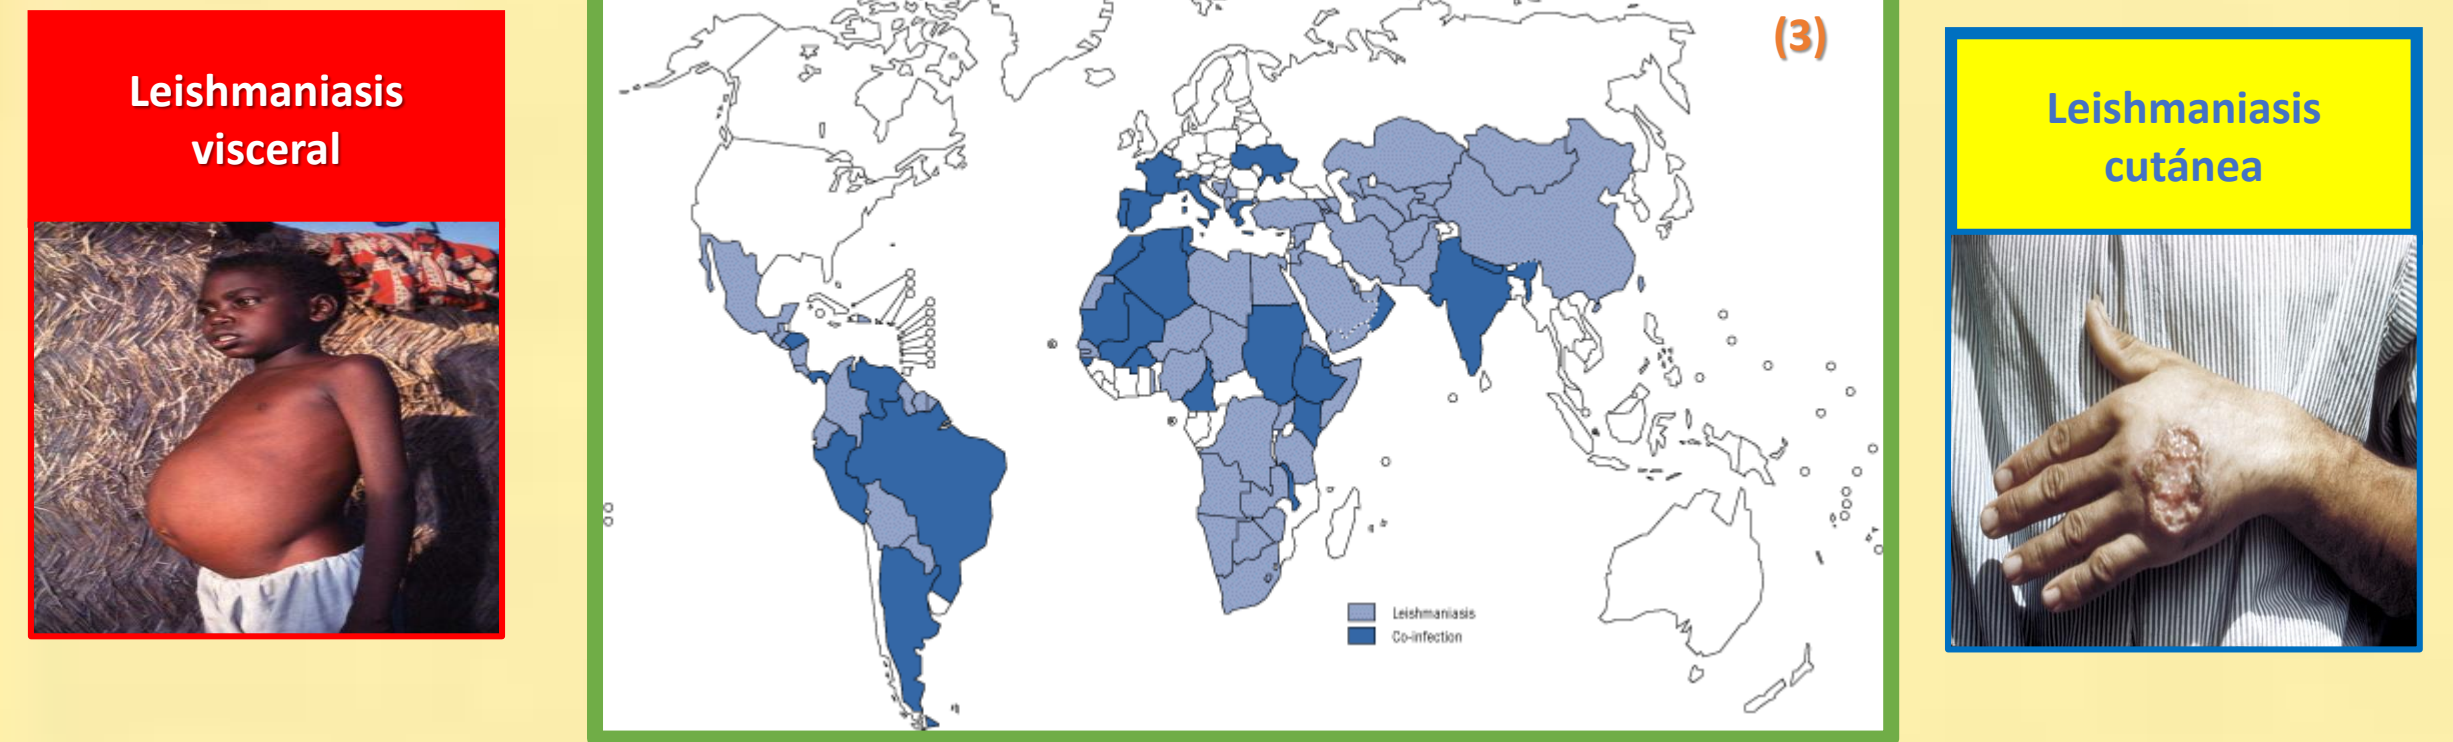 Leishmaniasis
visceral
(3)
Leishmaniasis
Co-infection
Leishmaniasis
cutánea